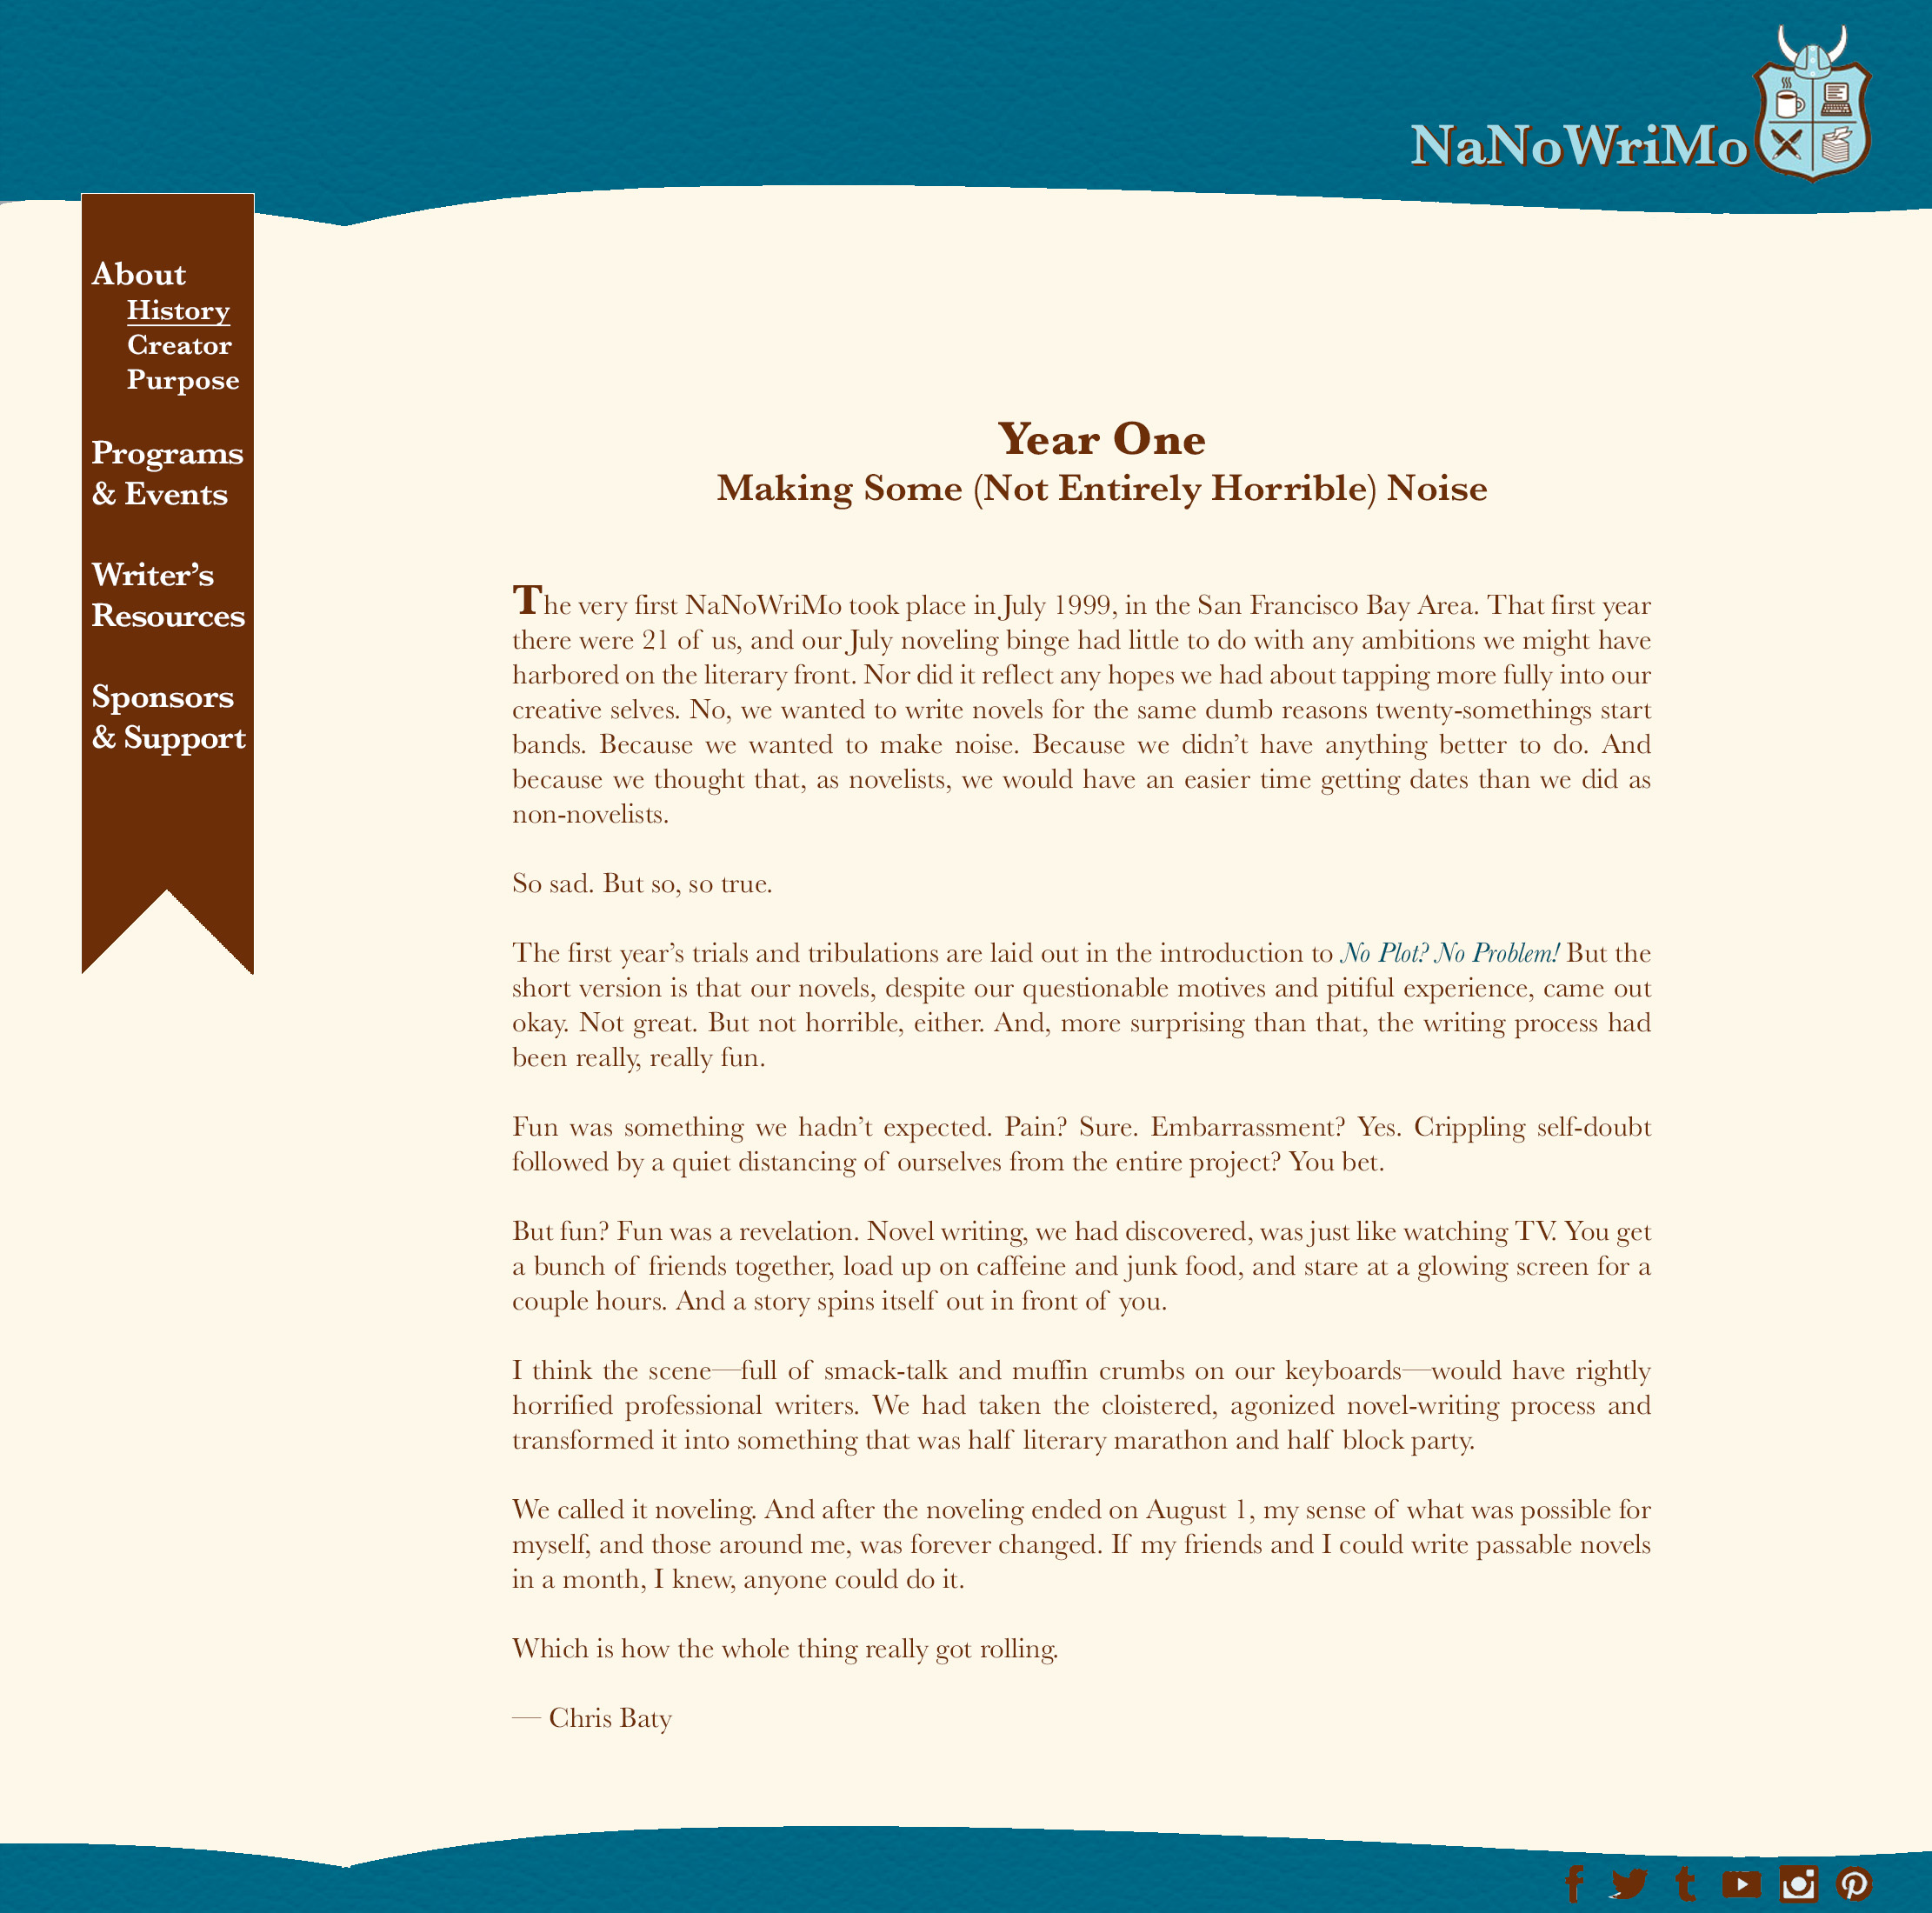 NaNoWriMo
About
History
Creator
Purpose
Programs
& Events
Writer’s
Resources
Sponsors
& Support
Year One
Making Some (Not Entirely Horrible) Noise
The very first NaNoWriMo took place in July 1999, in the San Francisco Bay Area. That first year
there were 21 of us, and our July noveling binge had little to do with any ambitions we might have
harbored on the literary front. Nor did it reflect any hopes we had about tapping more fully into our
creative selves. No, we wanted to write novels for the same dumb reasons twenty-somethings start
bands. Because we wanted to make noise. Because we didn’t have anything better to do. And
because we thought that, as novelists, we would have an easier time getting dates than we did as
non-novelists.
So sad. But so, so true.
The first year’s trials and tribulations are laid out in the introduction to No Plot? No Problem! But the
short version is that our novels, despite our questionable motives and pitiful experience, came out
okay. Not great. But not horrible, either. And, more surprising than that, the writing process had
been really, really fun.
Fun was something we hadn’t expected. Pain? Sure. Embarrassment? Yes. Crippling self-doubt
followed by a quiet distancing of ourselves from the entire project? You bet.
But fun? Fun was a revelation. Novel writing, we had discovered, was just like watching TV. You get
a bunch of friends together, load up on caffeine and junk food, and stare at a glowing screen for a
couple hours. And a story spins itself out in front of you.
I think the scene—full of smack-talk and muffin crumbs on our keyboards—would have rightly
horrified professional writers. We had taken the cloistered, agonized novel-writing process and
transformed it into something that was half literary marathon and half block party.
We called it noveling. And after the noveling ended on August 1, my sense of what was possible for
myself, and those around me, was forever changed. If my friends and I could write passable novels
in a month, I knew, anyone could do it.
Which is how the whole thing really got rolling.
— Chris Baty